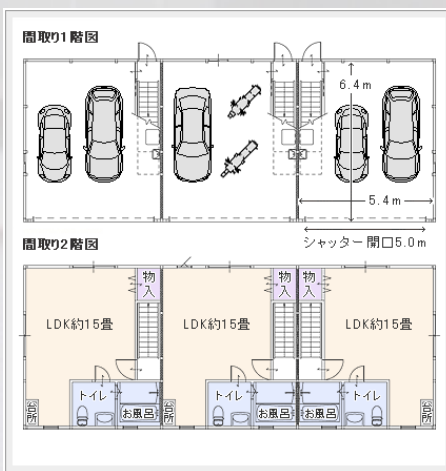 間取り1階図
6.4m
5.4m
シャッター開口5.0m
間取り2階図
物入 物入 物入
LDK約15畳 LDK約15畳 LDK約15畳
トイレ トイレ トイレ
台所 お風呂 台所 お風呂 お風呂 台所